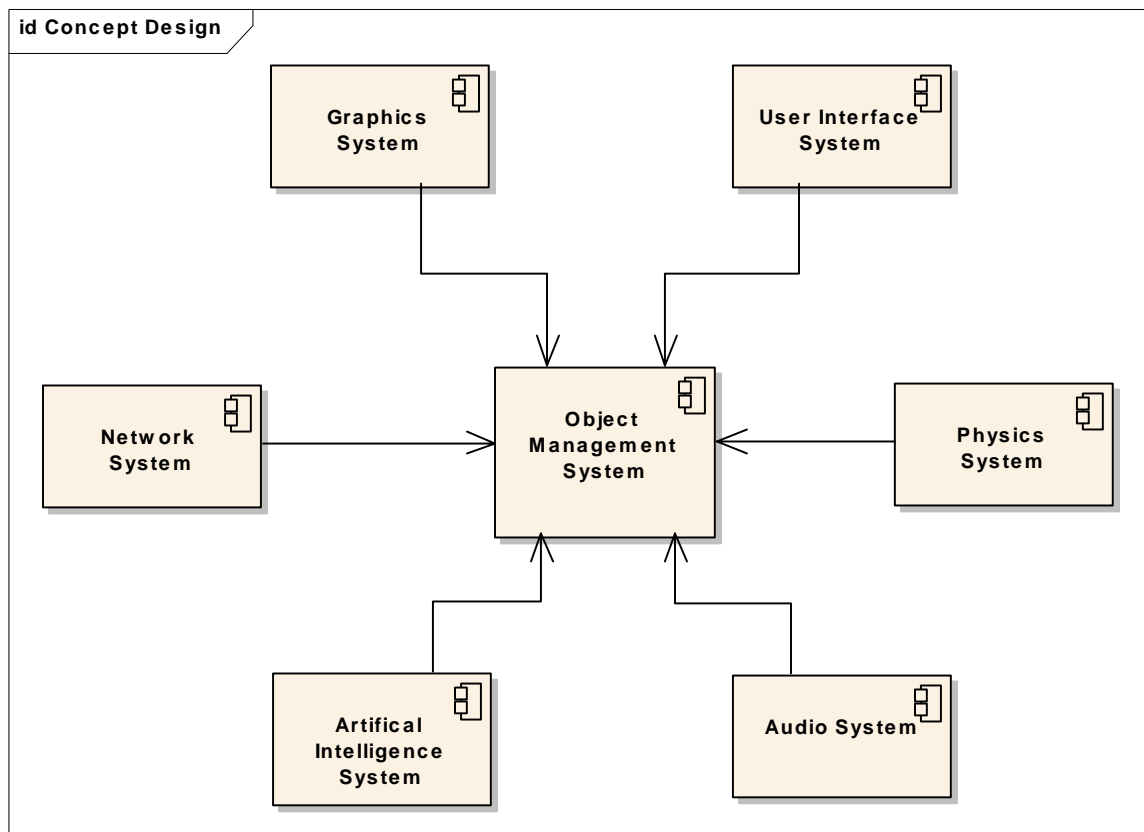 id Concept Design
Graphics
System
User Interface
System
Network
System
Object
Management
System
Physics
System
Artifical
Intelligence
System
Audio System